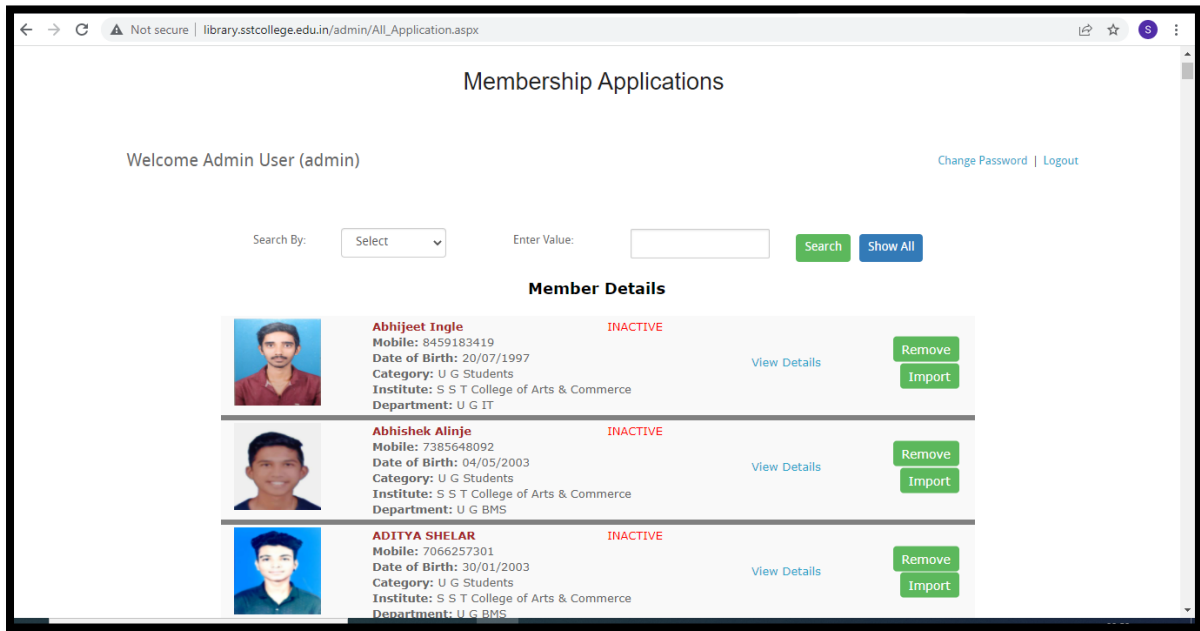 Not secure | library.sstcollege.edu.in/admin/All_Application.aspx S
Membership Applications
Welcome Admin User (admin) Change Password | Logout
Search By: Select Enter Value: Search Show All
Member Details
Abhijeet Ingle INACTIVE
Mobile: 8459183419
Date of Birth: 20/07/1997
Category: U G Students
Institute: S S T College of Arts & Commerce
Department: U G IT
View Details
Remove
Import
Abhishek Alinje INACTIVE
Mobile: 7385648092
Date of Birth: 04/05/2003
Category: U G Students
Institute: S S T College of Arts & Commerce
Department: U G BMS
View Details
Remove
Import
ADITYA SHELAR INACTIVE
Mobile: 7066257301
Date of Birth: 30/01/2003
Category: U G Students
Institute: S S T College of Arts & Commerce
Department: U G BMS
View Details
Remove
Import